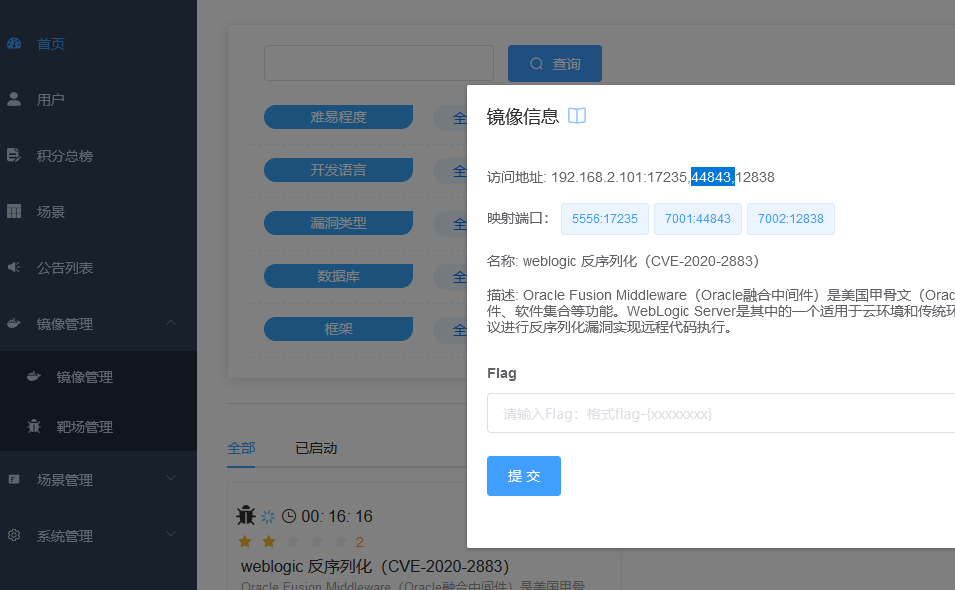 首页
用户
积分总榜
场景
公告列表
镜像管理
镜像管理
靶场管理
场景管理
系统管理
查询
难易程度
全
开发语言
全
漏洞类型
全
数据库
全
框架
全
全部
已启动
00: 16: 16
2
weblogic 反序列化（CVE-2020-2883）
Oracle Fusion Middleware（Oracle融合中间件）是美国甲骨
镜像信息
访问地址: 192.168.2.101:17235,44843,12838
映射端口：
5556:17235
7001:44843
7002:12838
名称: weblogic 反序列化（CVE-2020-2883）
描述: Oracle Fusion Middleware（Oracle融合中间件）是美国甲骨文（Orac
件、软件集合等功能。WebLogic Server是其中的一个适用于云环境和传统环
议进行反序列化漏洞实现远程代码执行。
Flag
请输入Flag：格式flag-{xxxxxxxx}
提 交